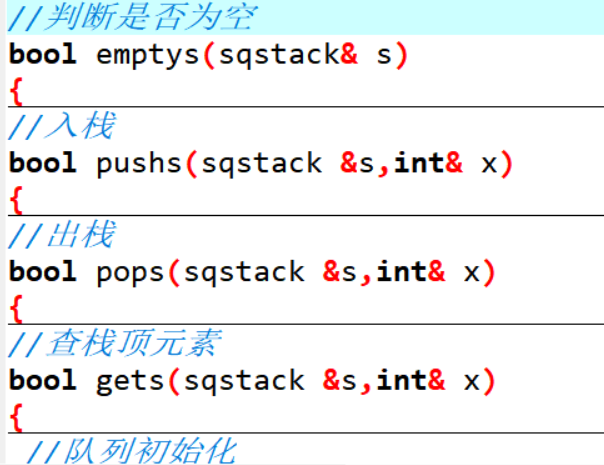 //判断是否为空
bool emptys(sqstack& s)
{
//入栈
bool pushs(sqstack &s,int& x)
{
//出栈
bool pops(sqstack &s,int& x)
{
//查栈顶元素
bool gets(sqstack &s,int& x)
{
//队列初始化